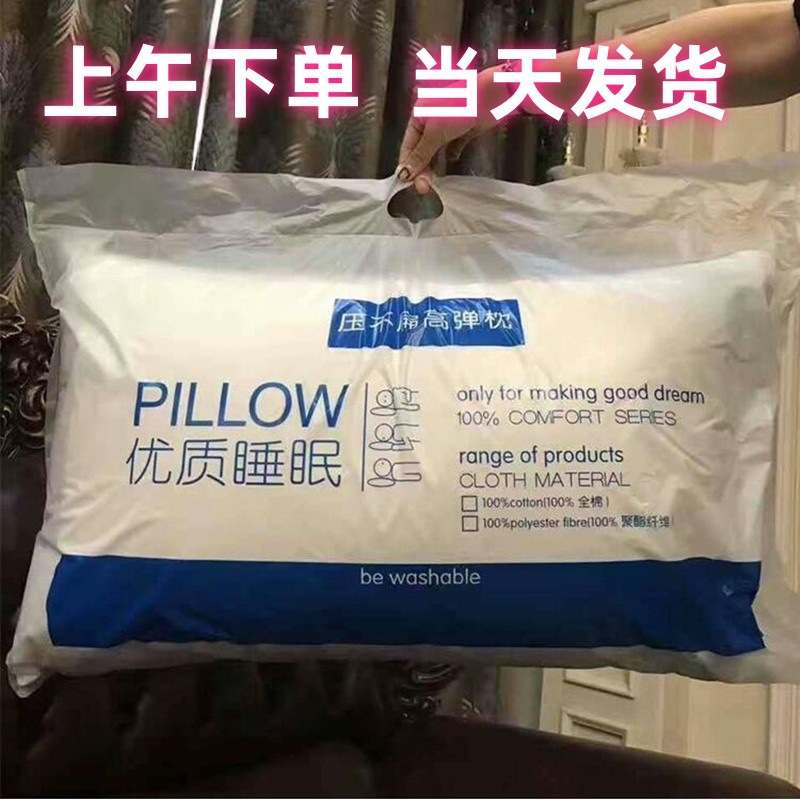 上午下单 当天发货
压不扁高弹枕
PILLOW
优质睡眠
only for making good dream
100% COMFORT SERIES
range of products
CLOTH MATERIAL
100%cotton(100% 全棉)
100%polyester fibre(100% 聚酯纤维)
be washable